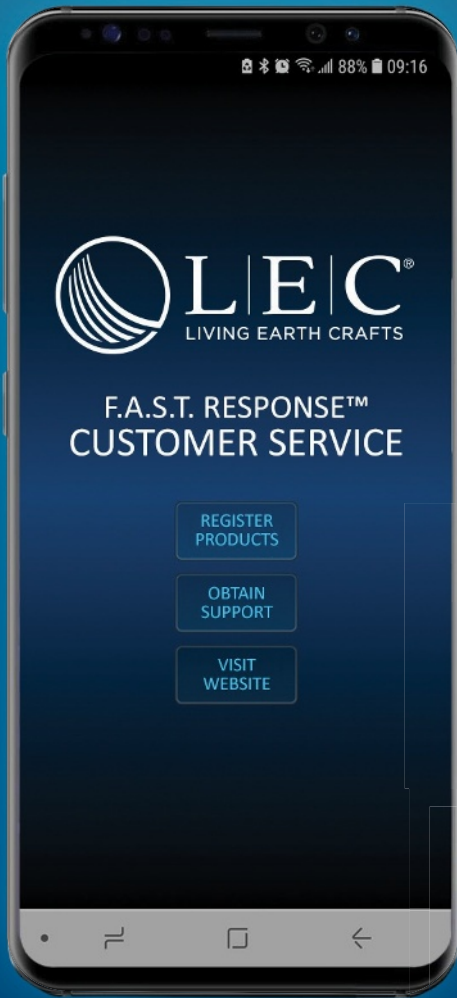 88% 09:16
L|E|C®
LIVING EARTH CRAFTS
F.A.S.T. RESPONSE™
CUSTOMER SERVICE
REGISTER
PRODUCTS
OBTAIN
SUPPORT
VISIT
WEBSITE